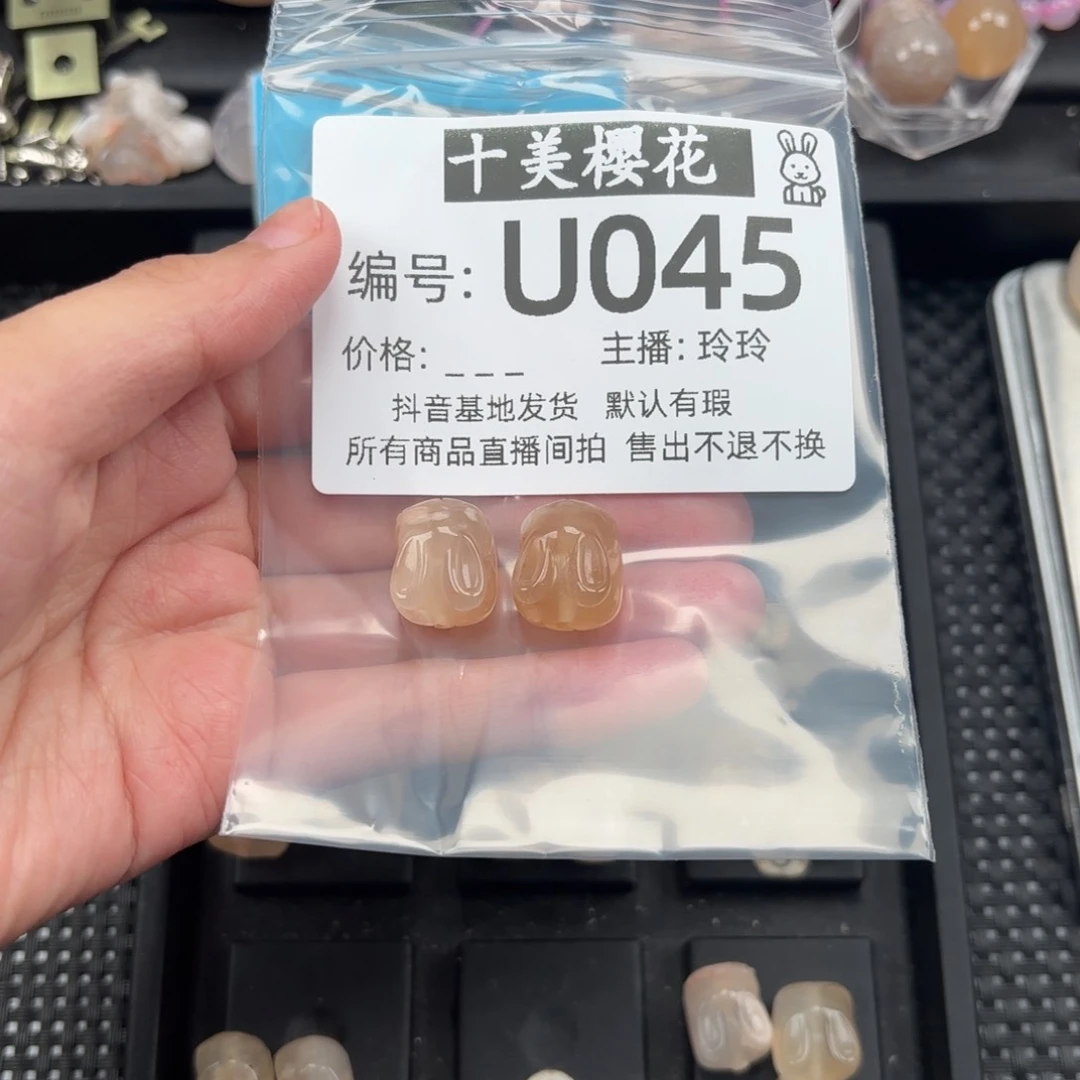 十美樱花
编号: U045
价格: _ _ _ 主播: 玲玲
抖音基地发货 默认有瑕
所有商品直播间拍 售出不退不换